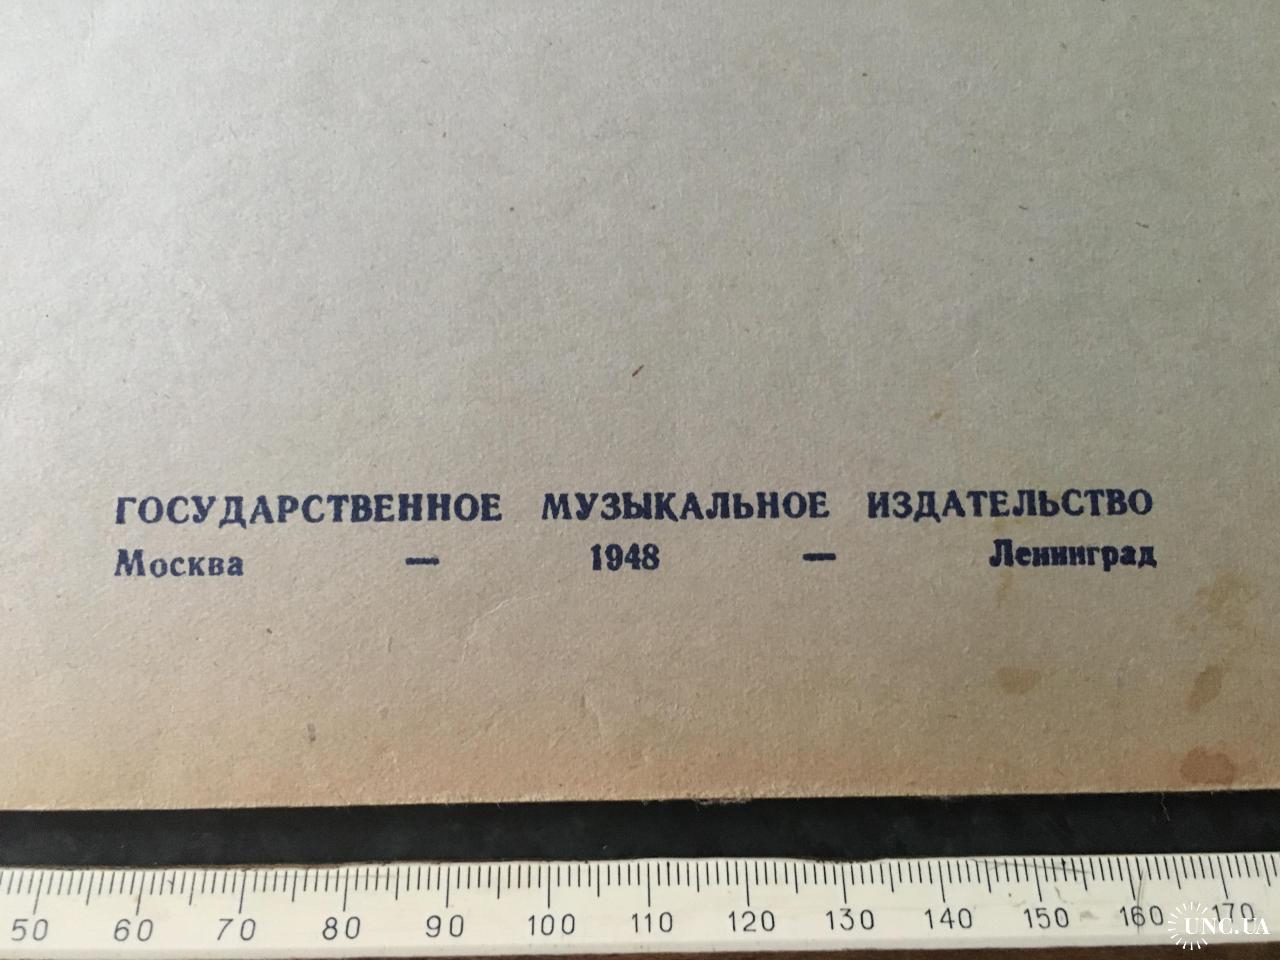 ГОСУДАРСТВЕННОЕ МУЗЫКАЛЬНОЕ ИЗДАТЕЛЬСТВО
Москва — 1948 — Ленинград
50 60 70 80 90 100 110 120 130 140 150 160 170
UNC.UA